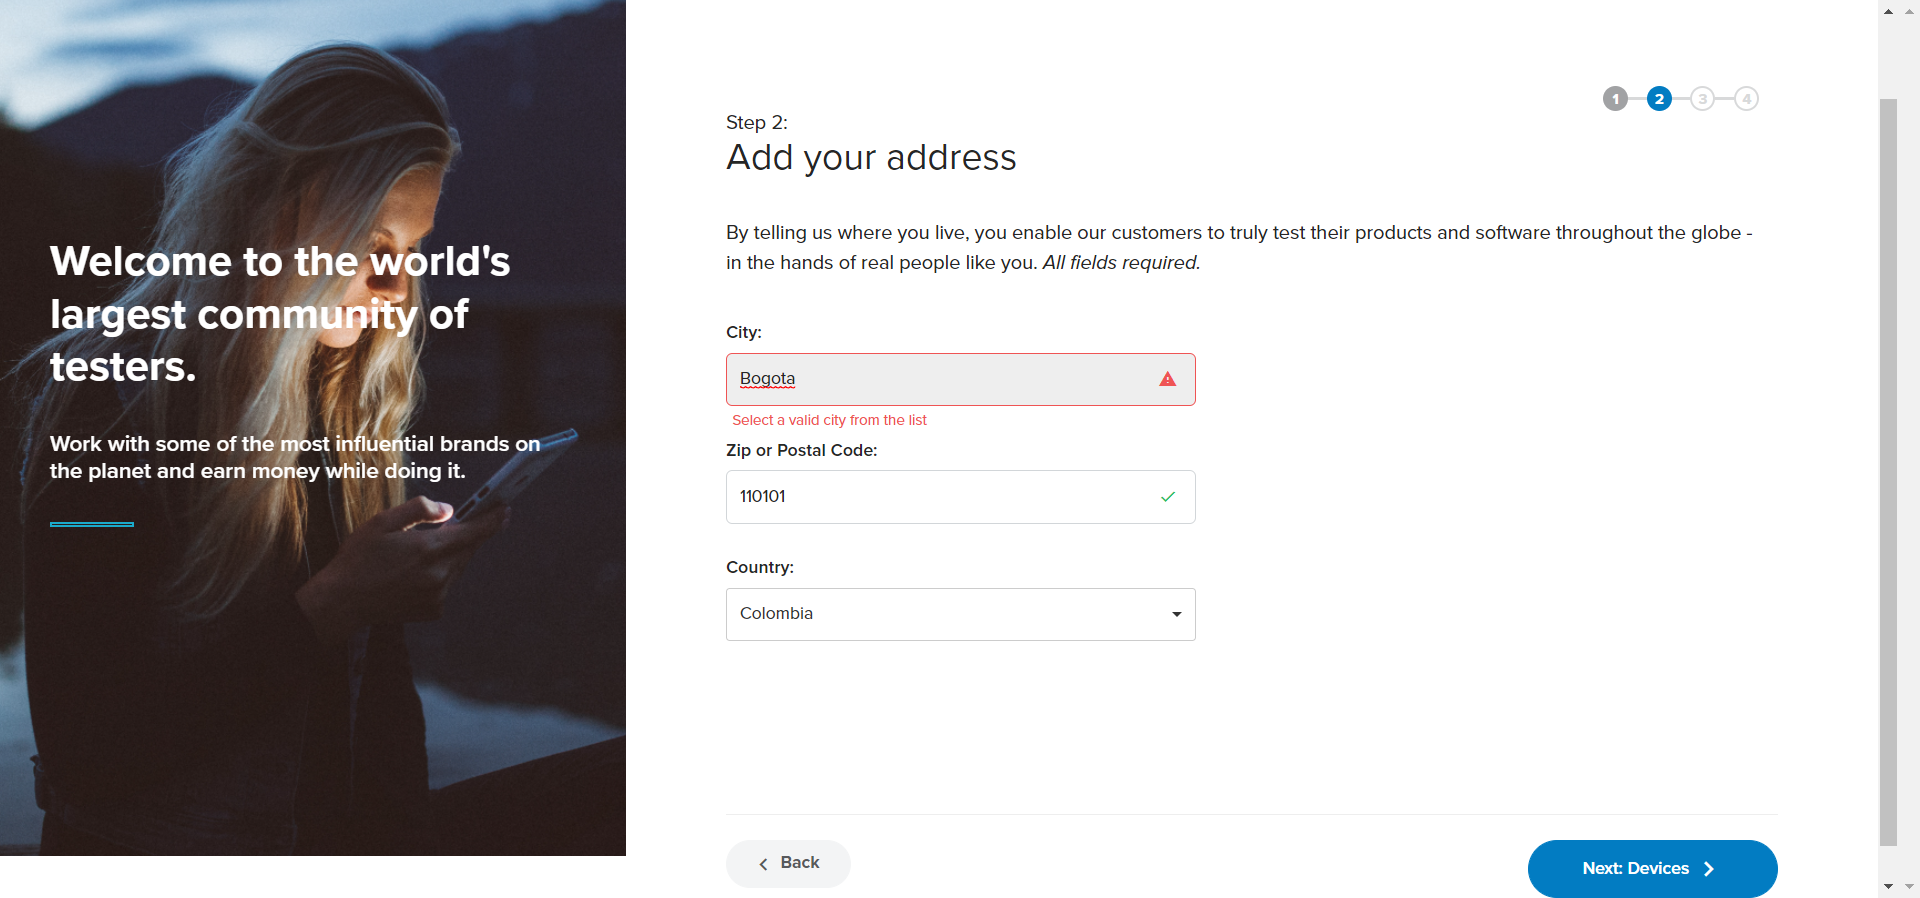 Welcome to the world's
largest community of
testers.
Work with some of the most influential brands on
the planet and earn money while doing it.
1
2
3
4
Step 2:
Add your address
By telling us where you live, you enable our customers to truly test their products and software throughout the globe -
in the hands of real people like you. All fields required.
City:
Bogota
Select a valid city from the list
Zip or Postal Code:
110101
Country:
Colombia
Back
Next: Devices